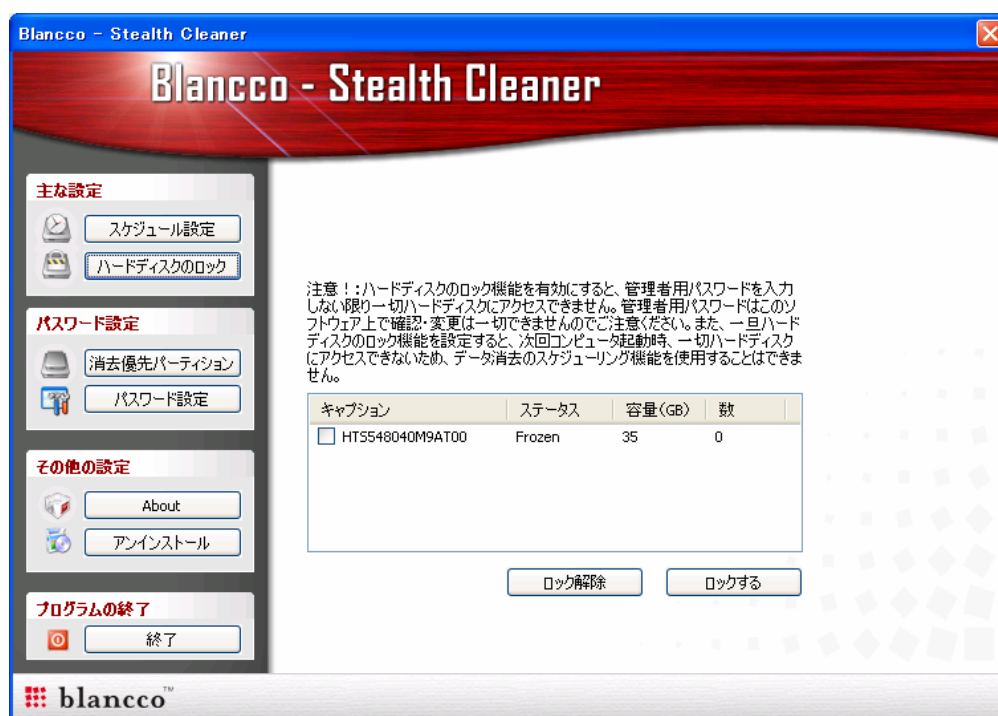 Blancco - Stealth Cleaner
Blancco - Stealth Cleaner
主な設定
スケジュール設定
ハードディスクのロック
パスワード設定
消去優先パーティション
パスワード設定
その他の設定
About
アンインストール
プログラムの終了
終了
注意！:ハードディスクのロック機能を有効にすると、管理者用パスワードを入力
しない限り一切ハードディスクにアクセスできません。管理者用パスワードはこのソ
フトウェア上で確認・変更は一切できませんのでご注意ください。また、一旦ハード
ディスクのロック機能を設定すると、次回コンピュータ起動時、一切ハードディスク
にアクセスできないため、データ消去のスケジューリング機能を使用することはできま
せん。
キャプション ステータス 容量(GB) 数
HTS548040M9AT00 Frozen 35 0
ロック解除 ロックする
blancco™